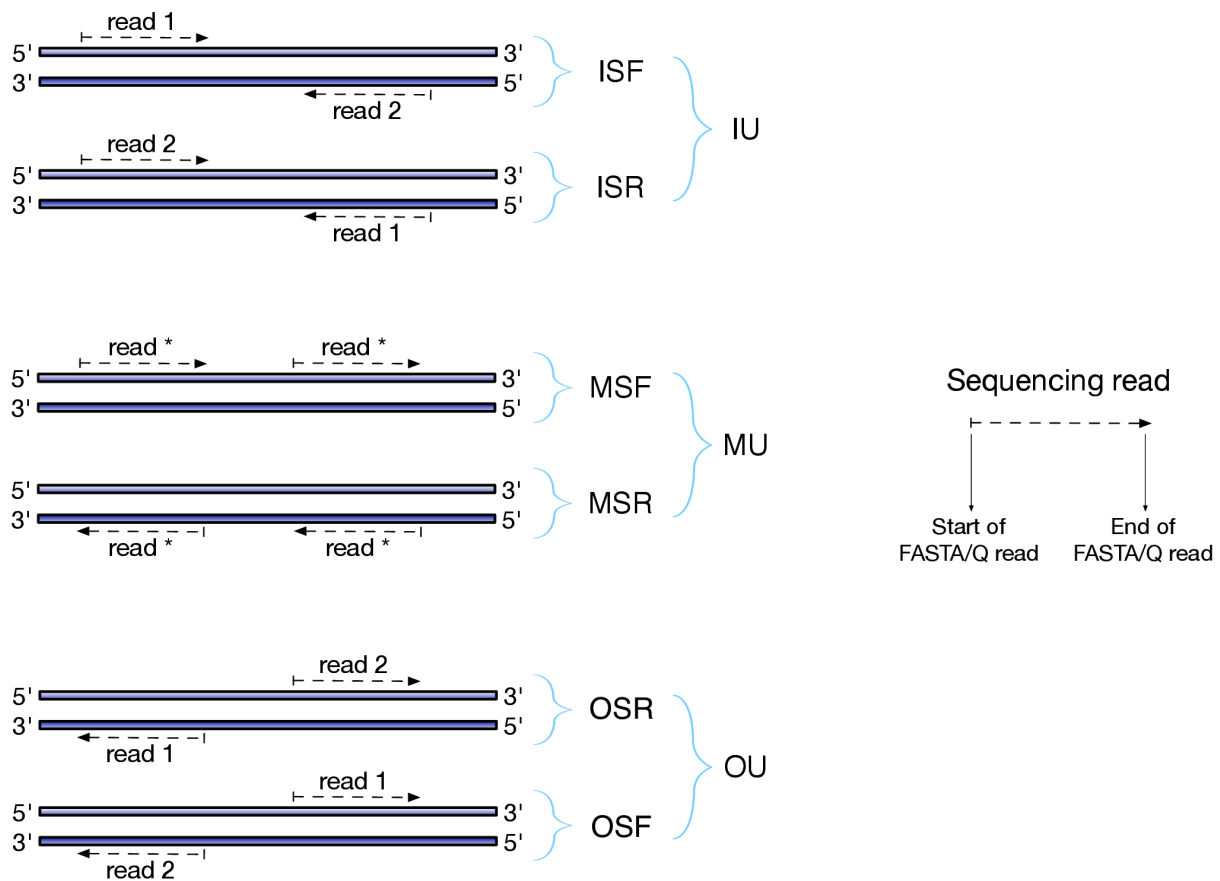 read 1
5' 3'
ISF
3' 5'
read 2
IU
read 2
5' 3'
ISR
3' 5'
read 1
read * read *
5' 3'
MSF
3' 5'
MU
5' 3'
MSR
3' 5'
read * read *
Sequencing read
Start of
FASTA/Q read
End of
FASTA/Q read
read 2
5' 3'
OSR
3' 5'
read 1
OU
read 1
5' 3'
OSF
3' 5'
read 2